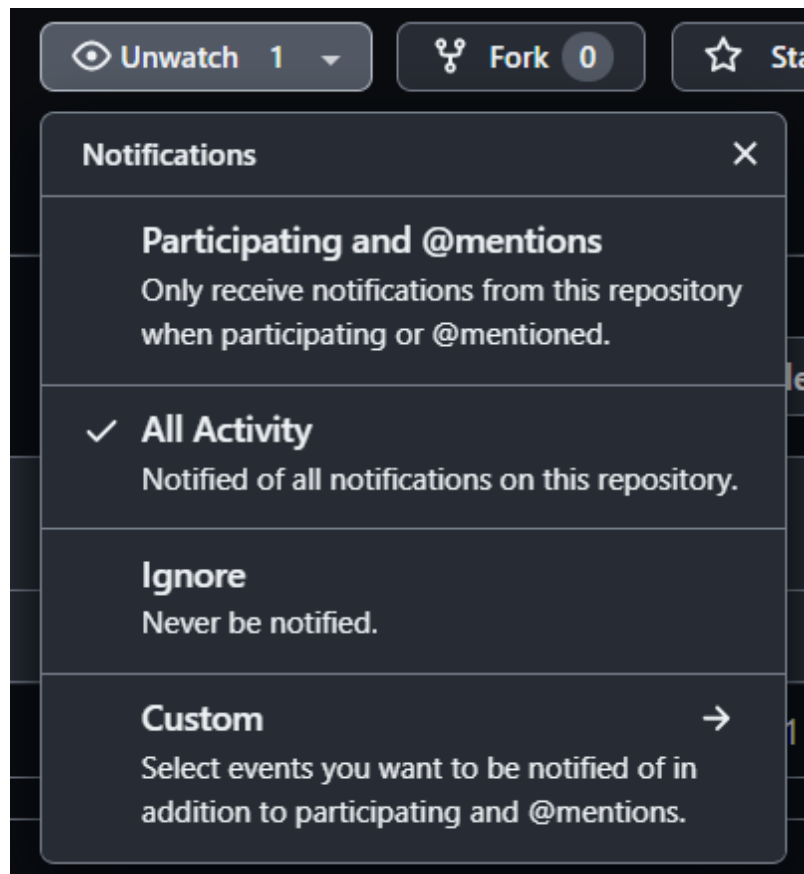 Unwatch 1
Fork 0
Sta
Notifications
Participating and @mentions
Only receive notifications from this repository
when participating or @mentioned.
All Activity
Notified of all notifications on this repository.
Ignore
Never be notified.
Custom
Select events you want to be notified of in
addition to participating and @mentions.